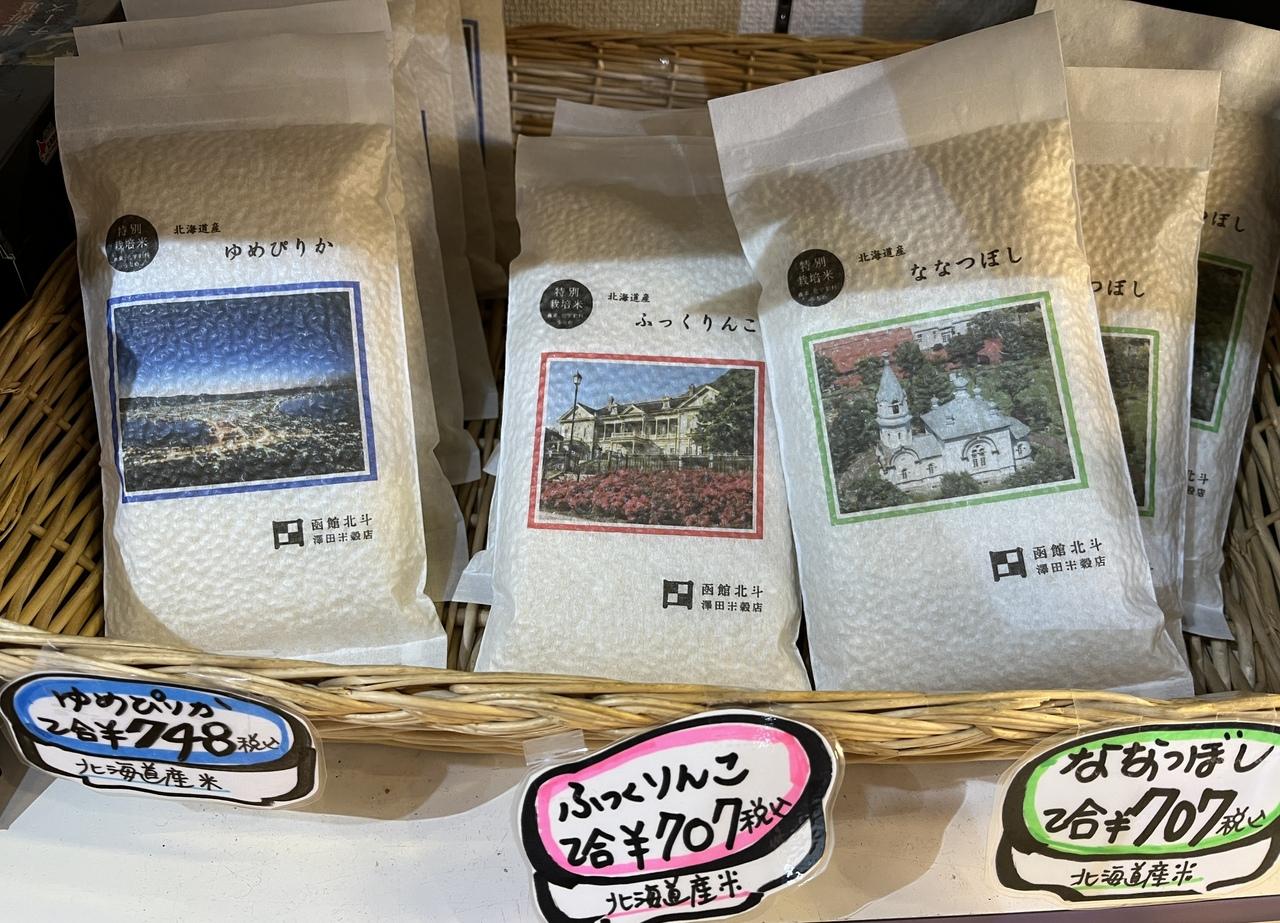 特別
栽培米
北海道産
ゆめぴりか
函館北斗
澤田米穀店
特別
栽培米
北海道産
ふっくりんこ
函館北斗
澤田米穀店
特別
栽培米
北海道産
ななつぼし
函館北斗
澤田米穀店
つぼし
ぼし
ゆめぴりか
2合¥748税込
北海道産米
ふっくりんこ
2合¥707税込
北海道産米
ななつぼし
2合¥707税込
北海道産米